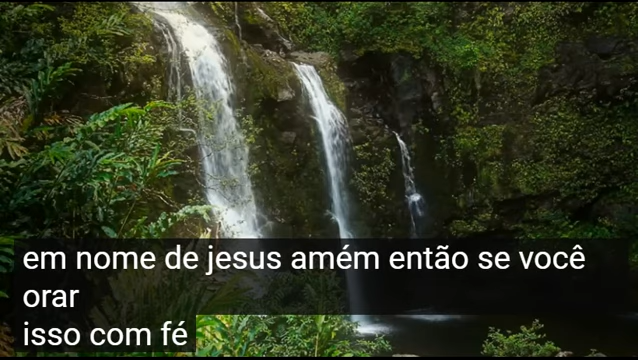 em nome de jesus amém então se você
orar
isso com fé